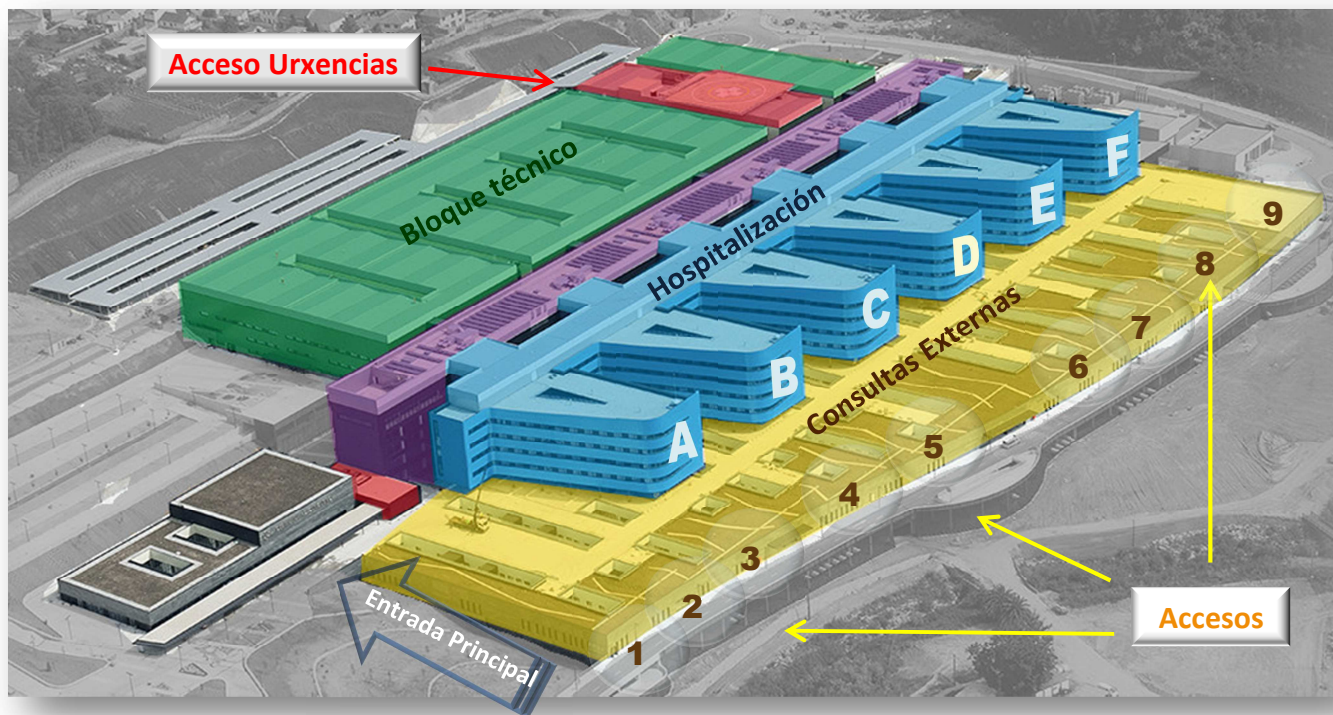 Acceso Urxencias
Bloque técnico
Hospitalización
Consultas Externas
A
B
C
D
E
F
1
2
3
4
5
6
7
8
9
Entrada Principal
Accesos